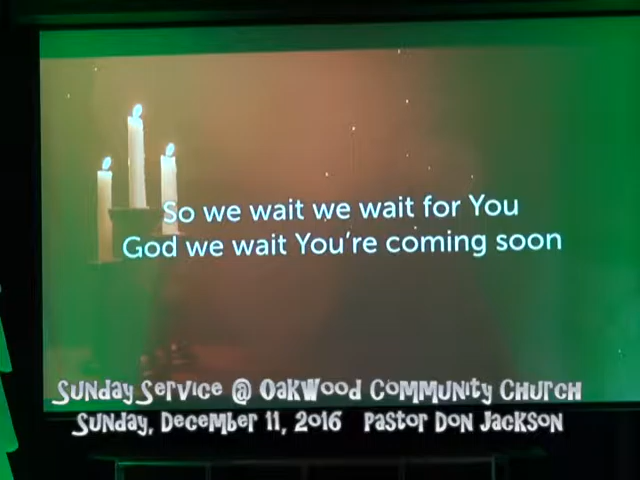 So we wait we wait for You
God we wait You're coming soon
Sunday Service @ Oakwood Community Church
Sunday, December 11, 2016 Pastor Don Jackson